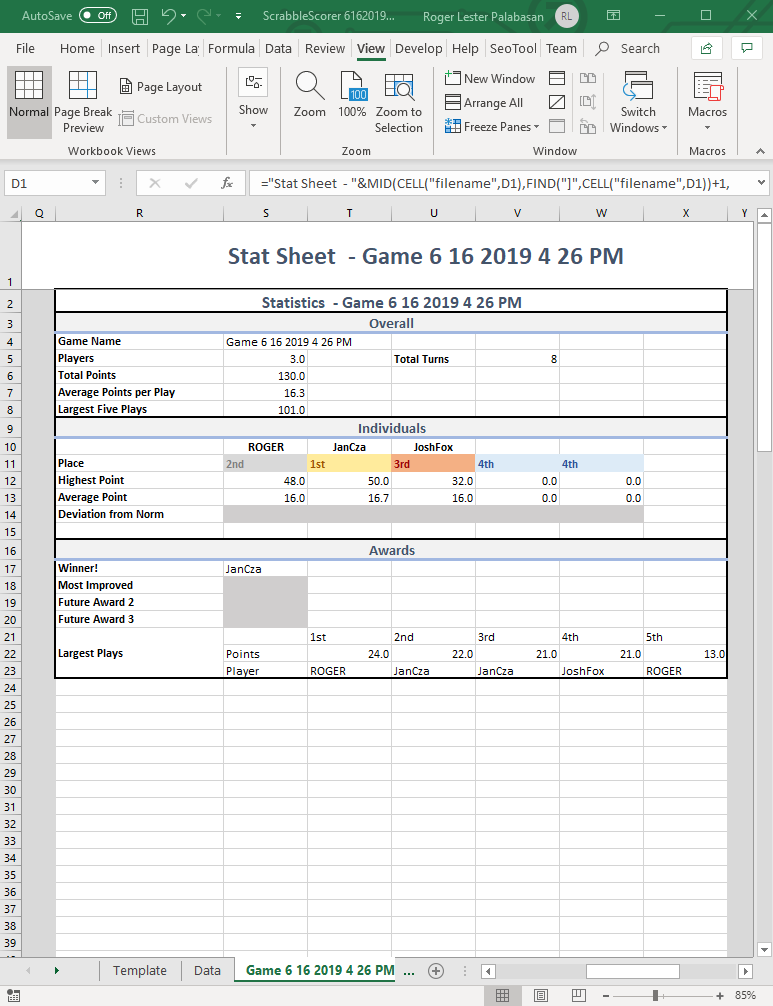 AutoSave Off ScrabbleScorer 6162019... Roger Lester Palabasan RL
File Home Insert Page La Formula Data Review View Develop Help SeoTool Team Search
Normal Page Break Preview Page Layout Custom Views Show Zoom 100 100% Zoom to Selection New Window Arrange All Freeze Panes Switch Windows Macros
Workbook Views Zoom Window Macros
D1 fx ="Stat Sheet - "&MID(CELL("filename",D1),FIND("]",CELL("filename",D1))+1,
Q R S T U V W X Y
1 Stat Sheet - Game 6 16 2019 4 26 PM
2 Statistics - Game 6 16 2019 4 26 PM
3 Overall
4 Game Name Game 6 16 2019 4 26 PM
5 Players 3.0 Total Turns 8
6 Total Points 130.0
7 Average Points per Play 16.3
8 Largest Five Plays 101.0
9 Individuals
10 ROGER JanCza JoshFox
11 Place 2nd 1st 3rd 4th 4th
12 Highest Point 48.0 50.0 32.0 0.0 0.0
13 Average Point 16.0 16.7 16.0 0.0 0.0
14 Deviation from Norm
15
16 Awards
17 Winner! JanCza
18 Most Improved
19 Future Award 2
20 Future Award 3
21 1st 2nd 3rd 4th 5th
22 Largest Plays Points 24.0 22.0 21.0 21.0 13.0
23 Player ROGER JanCza JanCza JoshFox ROGER
24
25
26
27
28
29
30
31
32
33
34
35
36
37
38
39
Template Data Game 6 16 2019 4 26 PM ...
85%